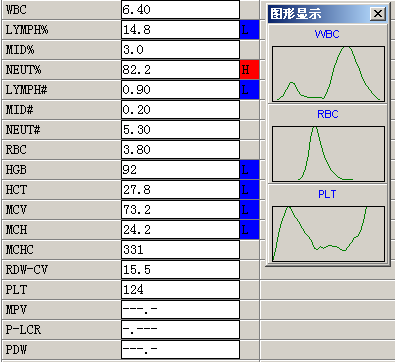 WBC 6.40
LYMPH% 14.8
MID% 3.0
NEUT% 82.2 H
LYMPH# 0.90
MID# 0.20
NEUT# 5.30
RBC 3.80
HGB 92
HCT 27.8
MCV 73.2
MCH 24.2
MCHC 331
RDW-CV 15.5
PLT 124
MPV ---.-
P-LCR -.---
PDW ---.-
图形显示
WBC
RBC
PLT